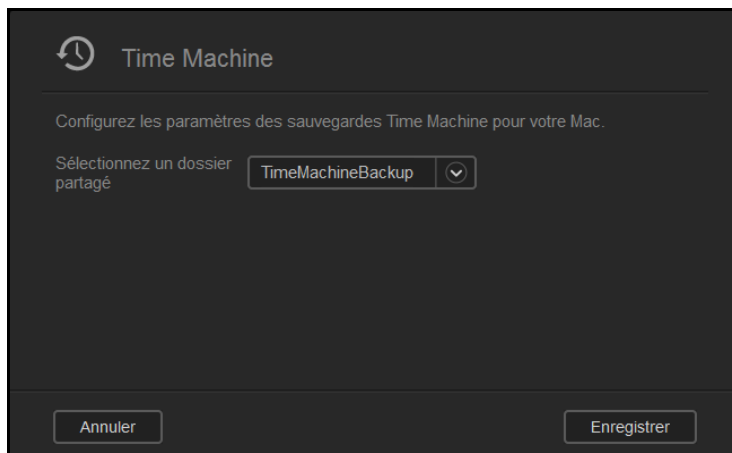 Time Machine
Configurez les paramètres des sauvegardes Time Machine pour votre Mac.
Sélectionnez un dossier
partagé
TimeMachineBackup
Annuler
Enregistrer